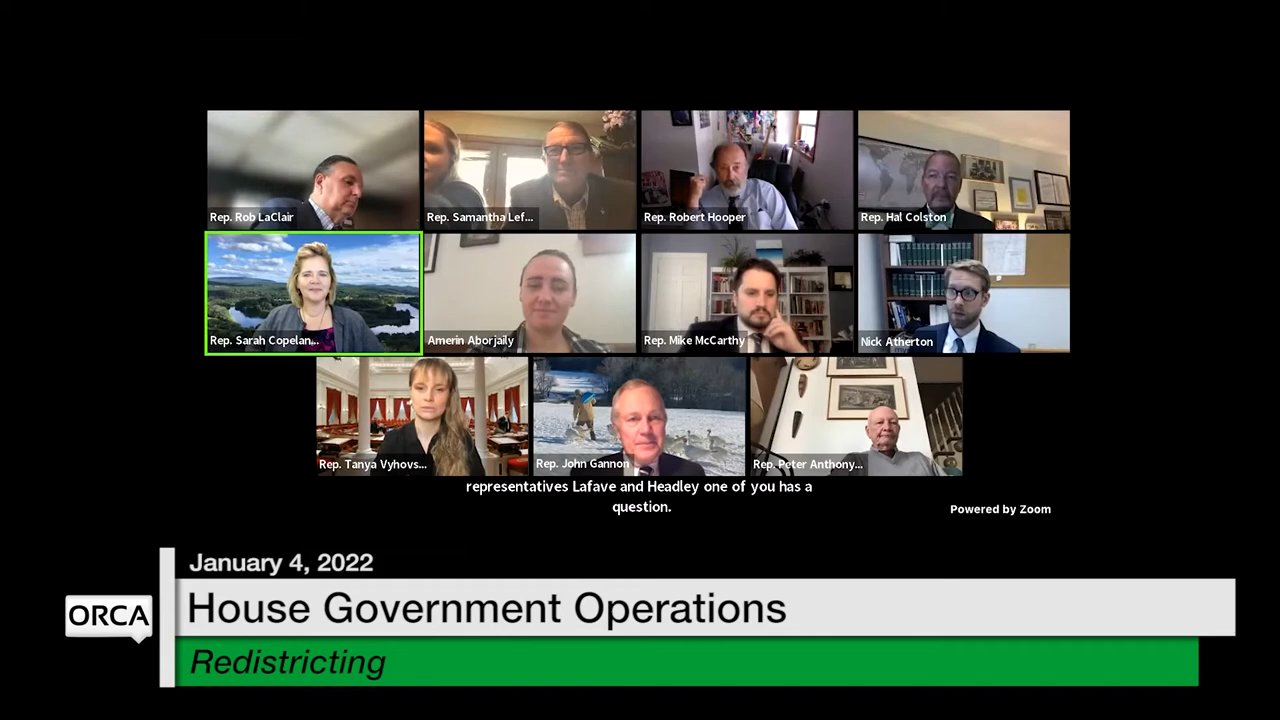 Rep. Rob LaClair
Rep. Samantha Lef...
Rep. Robert Hooper
Rep. Hal Colston
Rep. Sarah Copelan...
Amerin Aborjaily
Rep. Mike McCarthy
Nick Atherton
Rep. Tanya Vyhovs...
Rep. John Gannon
Rep. Peter Anthony...
representatives Lafave and Headley one of you has a
question.
Powered by Zoom
January 4, 2022
ORCA
House Government Operations
Redistricting